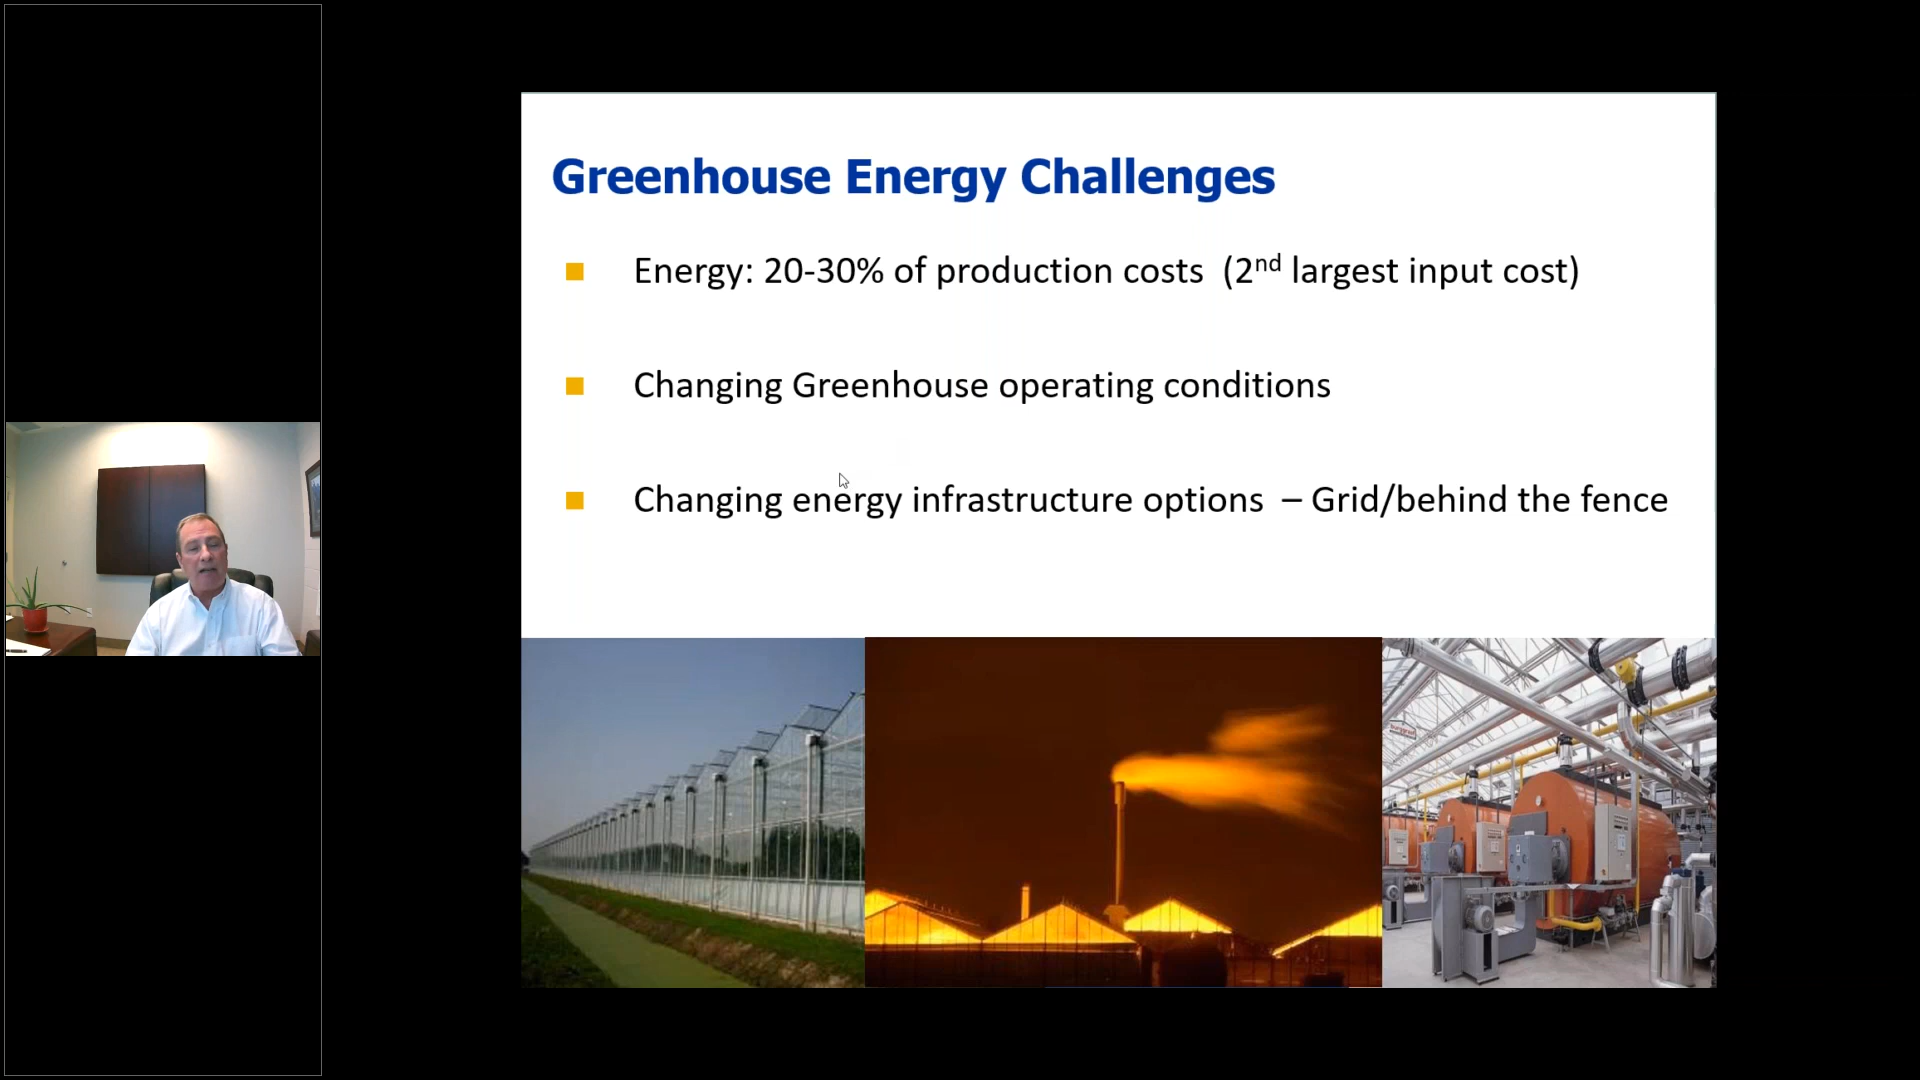 Greenhouse Energy Challenges
Energy: 20-30% of production costs (2nd largest input cost)
Changing Greenhouse operating conditions
Changing energy infrastructure options – Grid/behind the fence